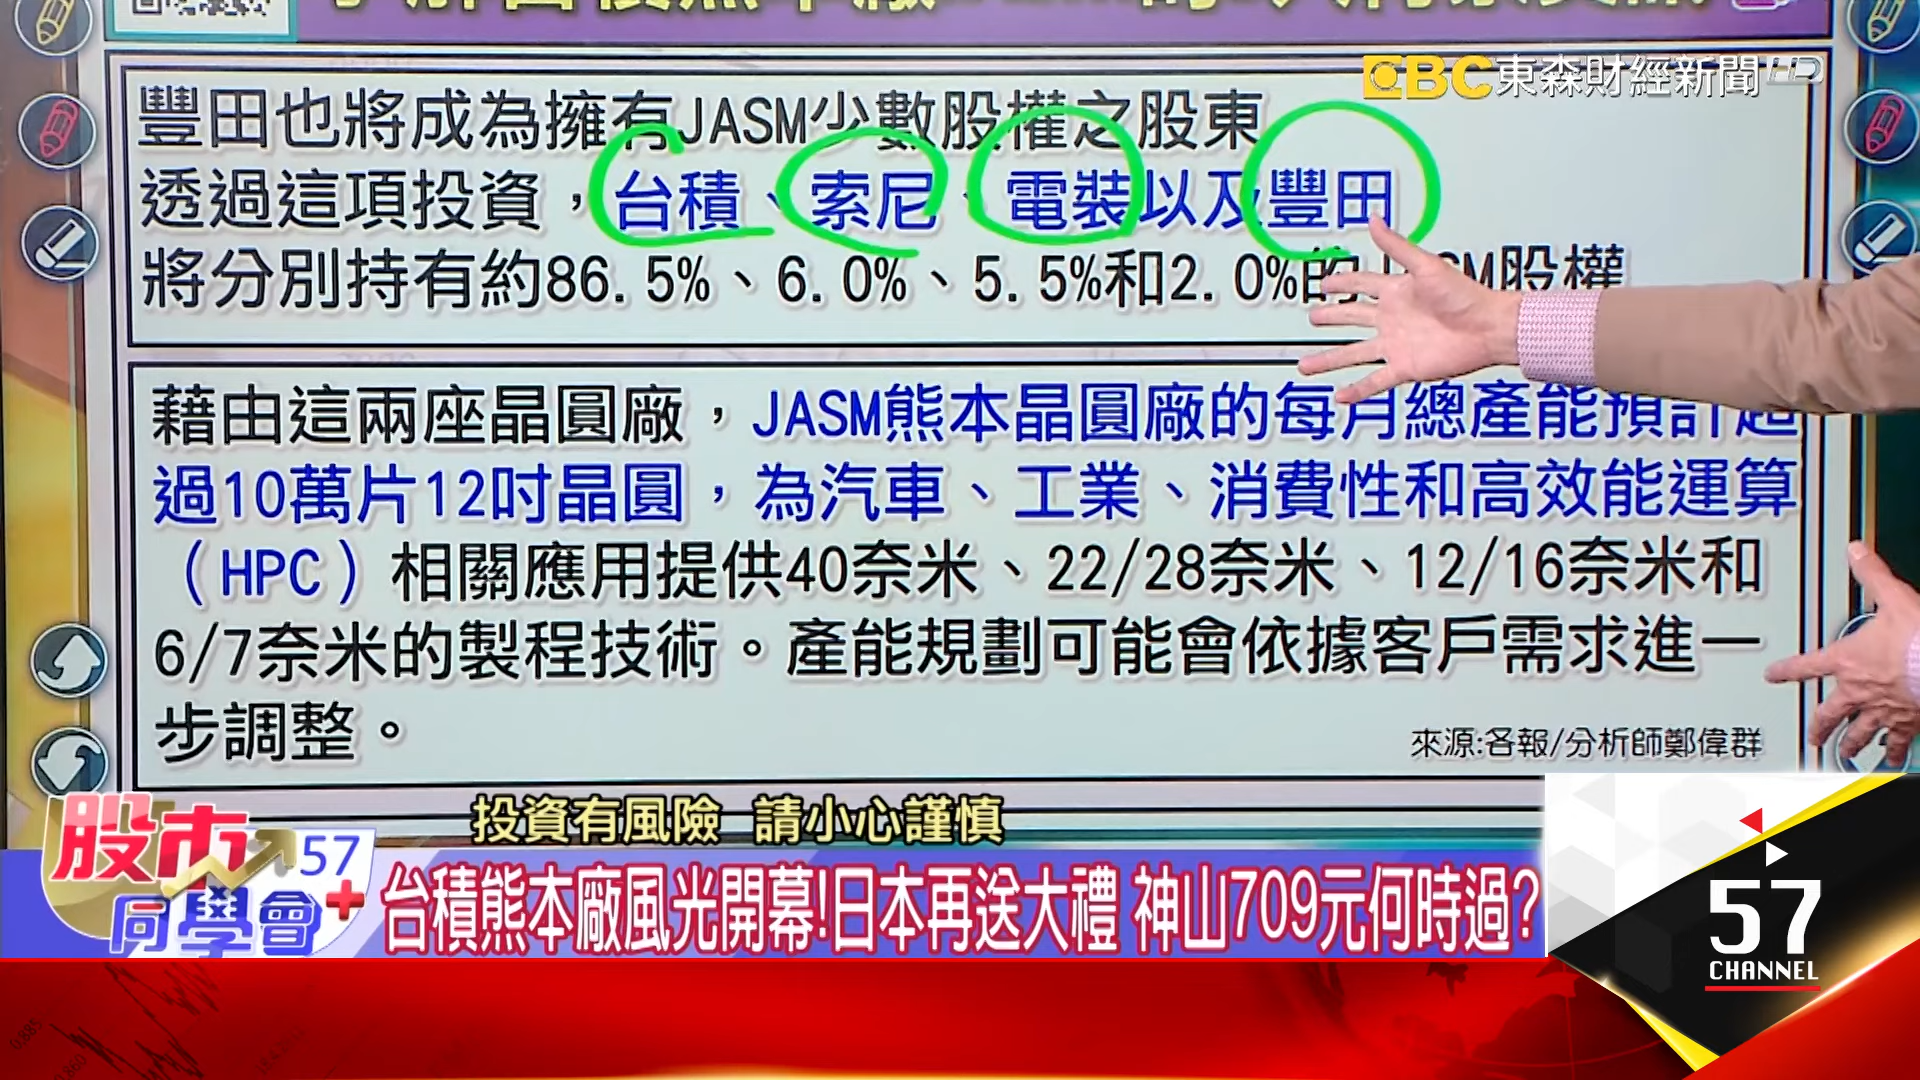 東森財經新聞HD
豐田也將成為擁有JASM少數股權之股東
透過這項投資，台積、索尼、電裝以及豐田
將分別持有約86.5%、6.0%、5.5%和2.0%的JASM股權
藉由這兩座晶圓廠，JASM熊本晶圓廠的每月總產能預計超
過10萬片12吋晶圓，為汽車、工業、消費性和高效能運算
（HPC）相關應用提供40奈米、22/28奈米、12/16奈米和
6/7奈米的製程技術。產能規劃可能會依據客戶需求進一
步調整。
來源:各報/分析師鄭偉群
投資有風險 請小心謹慎
股市
同學會
57
+
台積熊本廠風光開幕!日本再送大禮 神山709元何時過?
57
CHANNEL